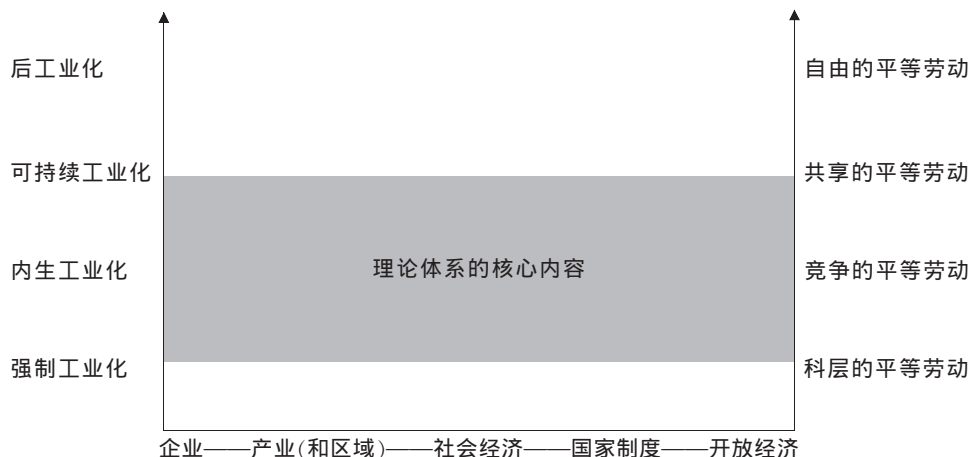 后工业化
自由的平等劳动
可持续工业化
共享的平等劳动
内生工业化
理论体系的核心内容
竞争的平等劳动
强制工业化
科层的平等劳动
企业——产业(和区域)——社会经济——国家制度——开放经济